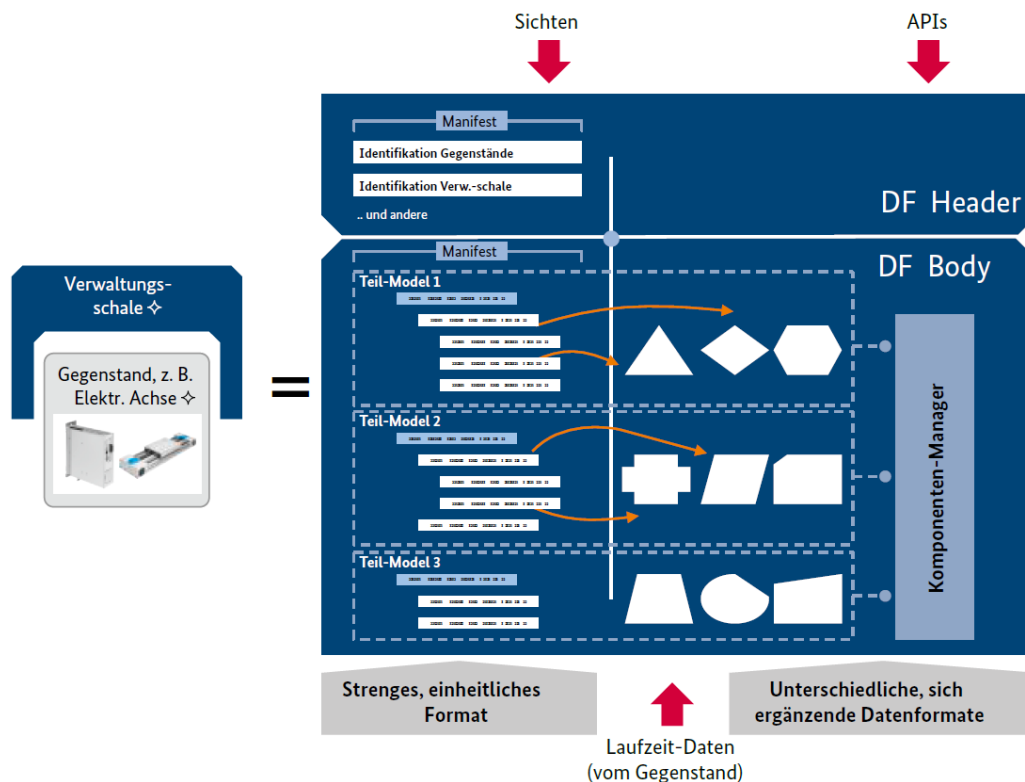 Sichten
APIs
Manifest
Identifikation Gegenstände
Identifikation Verw.-schale
.. und andere
DF Header
Manifest
DF Body
Teil-Model 1
Teil-Model 2
Teil-Model 3
Komponenten-Manager
Verwaltungs-
schale
Gegenstand, z. B.
Elektr. Achse
=
Strenges, einheitliches
Format
Unterschiedliche, sich
ergänzende Datenformate
Laufzeit-Daten
(vom Gegenstand)